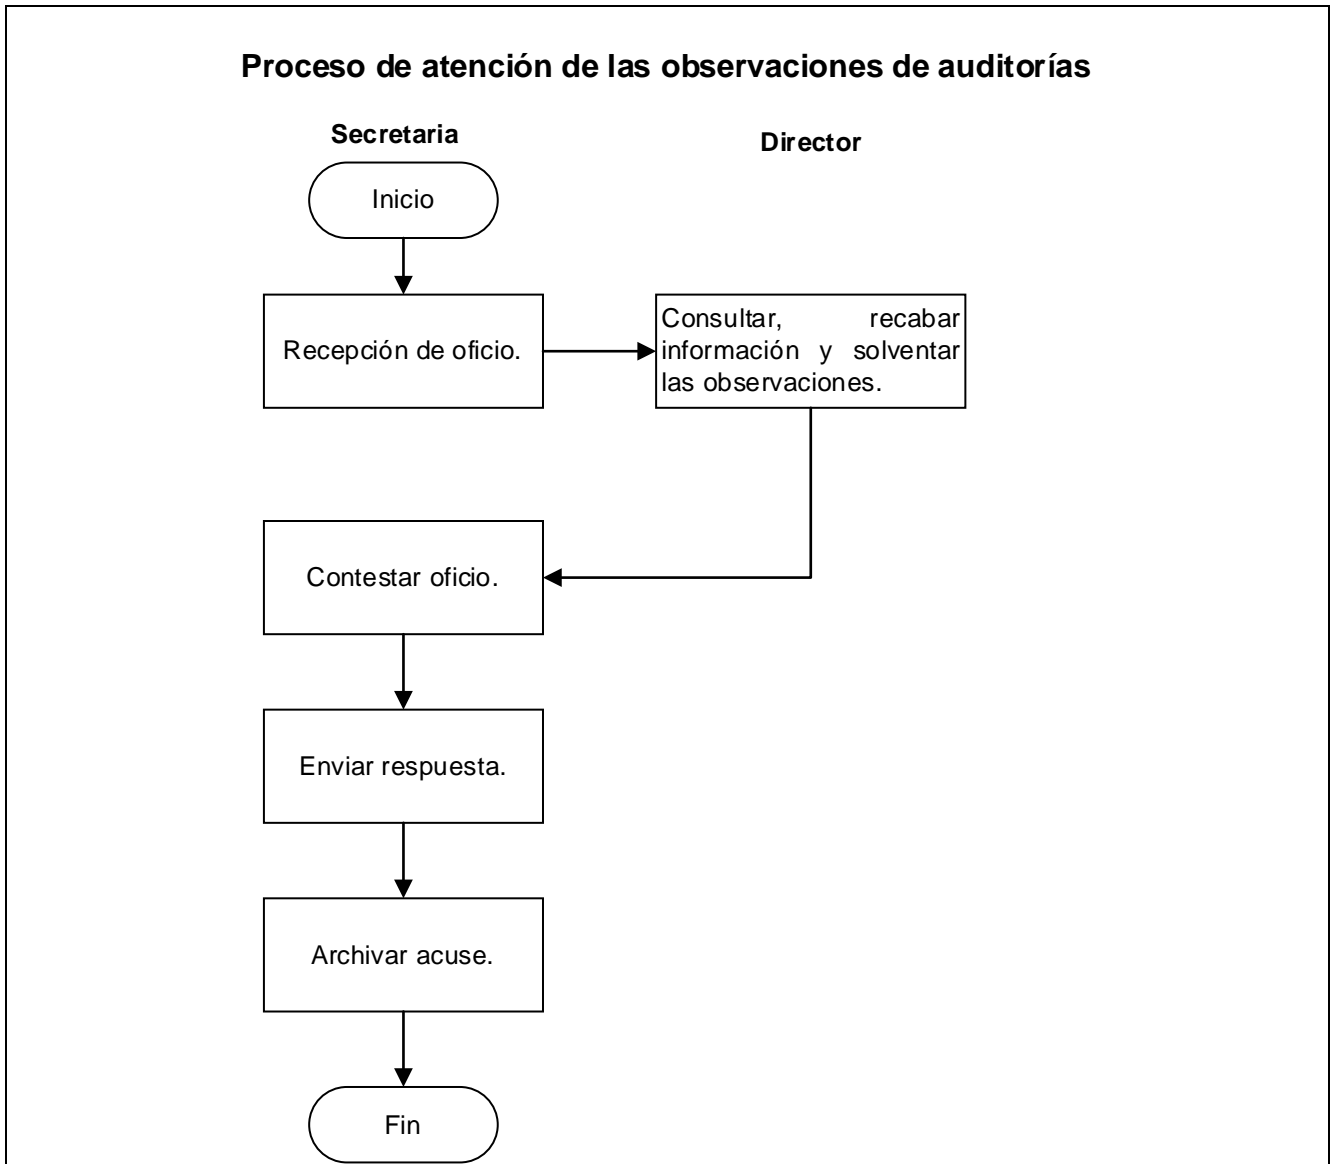 Proceso de atención de las observaciones de auditorías
Secretaria
Director
Inicio
Recepción de oficio.
Consultar, recabar
información y solventar
las observaciones.
Contestar oficio.
Enviar respuesta.
Archivar acuse.
Fin